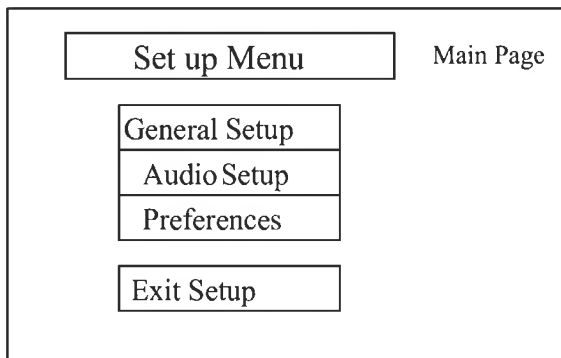 Set up Menu Main Page
General Setup
Audio Setup
Preferences
Exit Setup